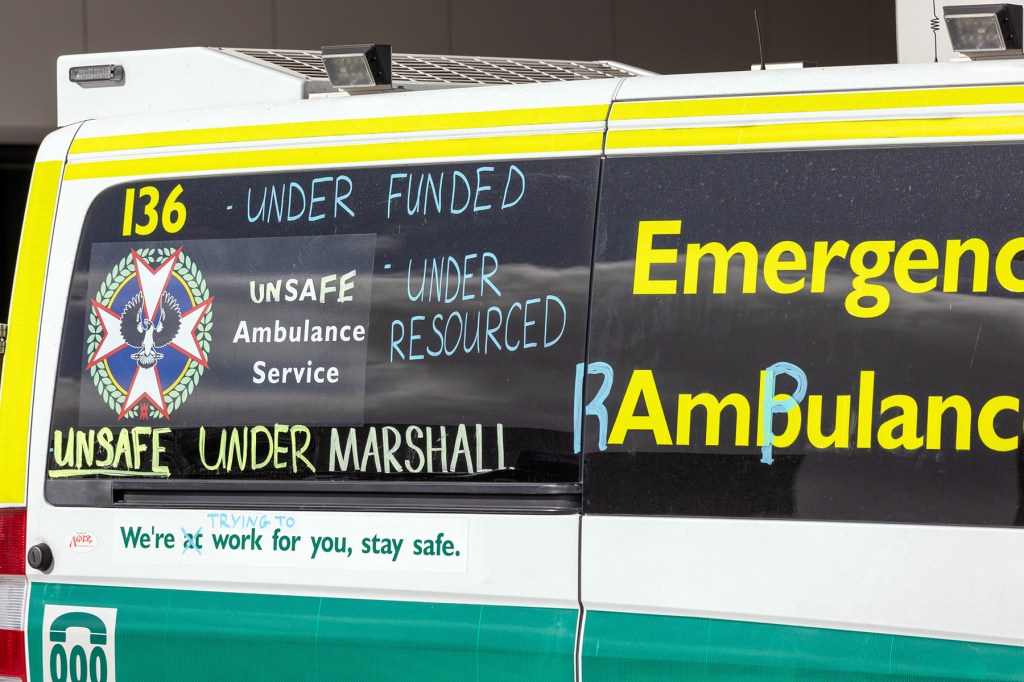 136
- UNDER FUNDED
UNSAFE
Ambulance
Service
- UNDER
RESOURCED
UNSAFE UNDER MARSHALL
Emergenc
RAmPulanc
TRYING TO
We're at work for you, stay safe.
000